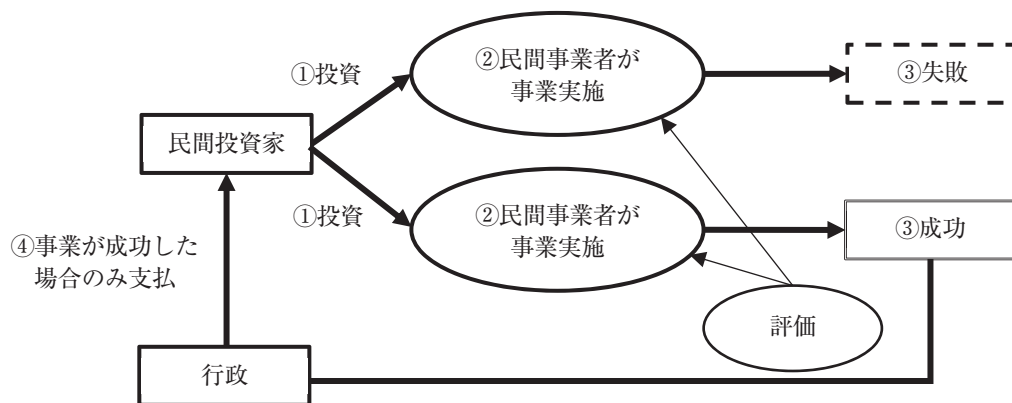 ①投資
②民間事業者が
事業実施
③失敗
民間投資家
①投資
②民間事業者が
事業実施
③成功
④事業が成功した
場合のみ支払
評価
行政